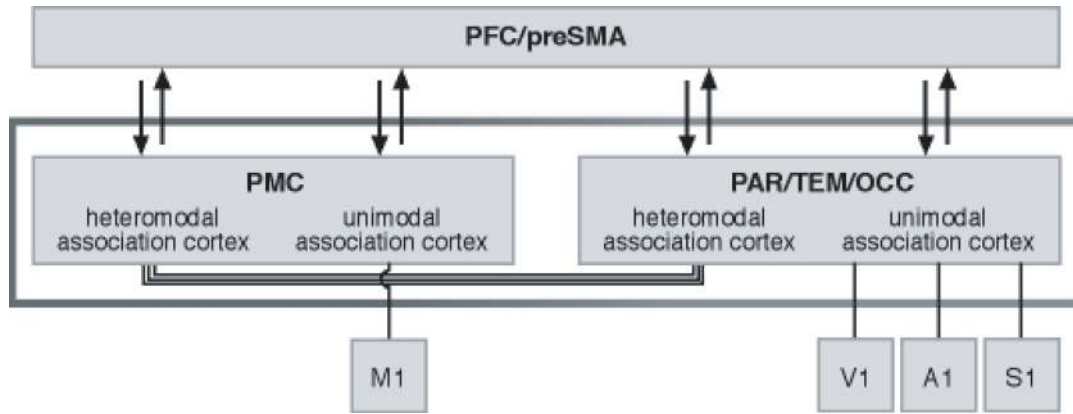 PFC/preSMA
PMC
heteromodal
association cortex
unimodal
association cortex
PAR/TEM/OCC
heteromodal
association cortex
unimodal
association cortex
M1
V1
A1
S1